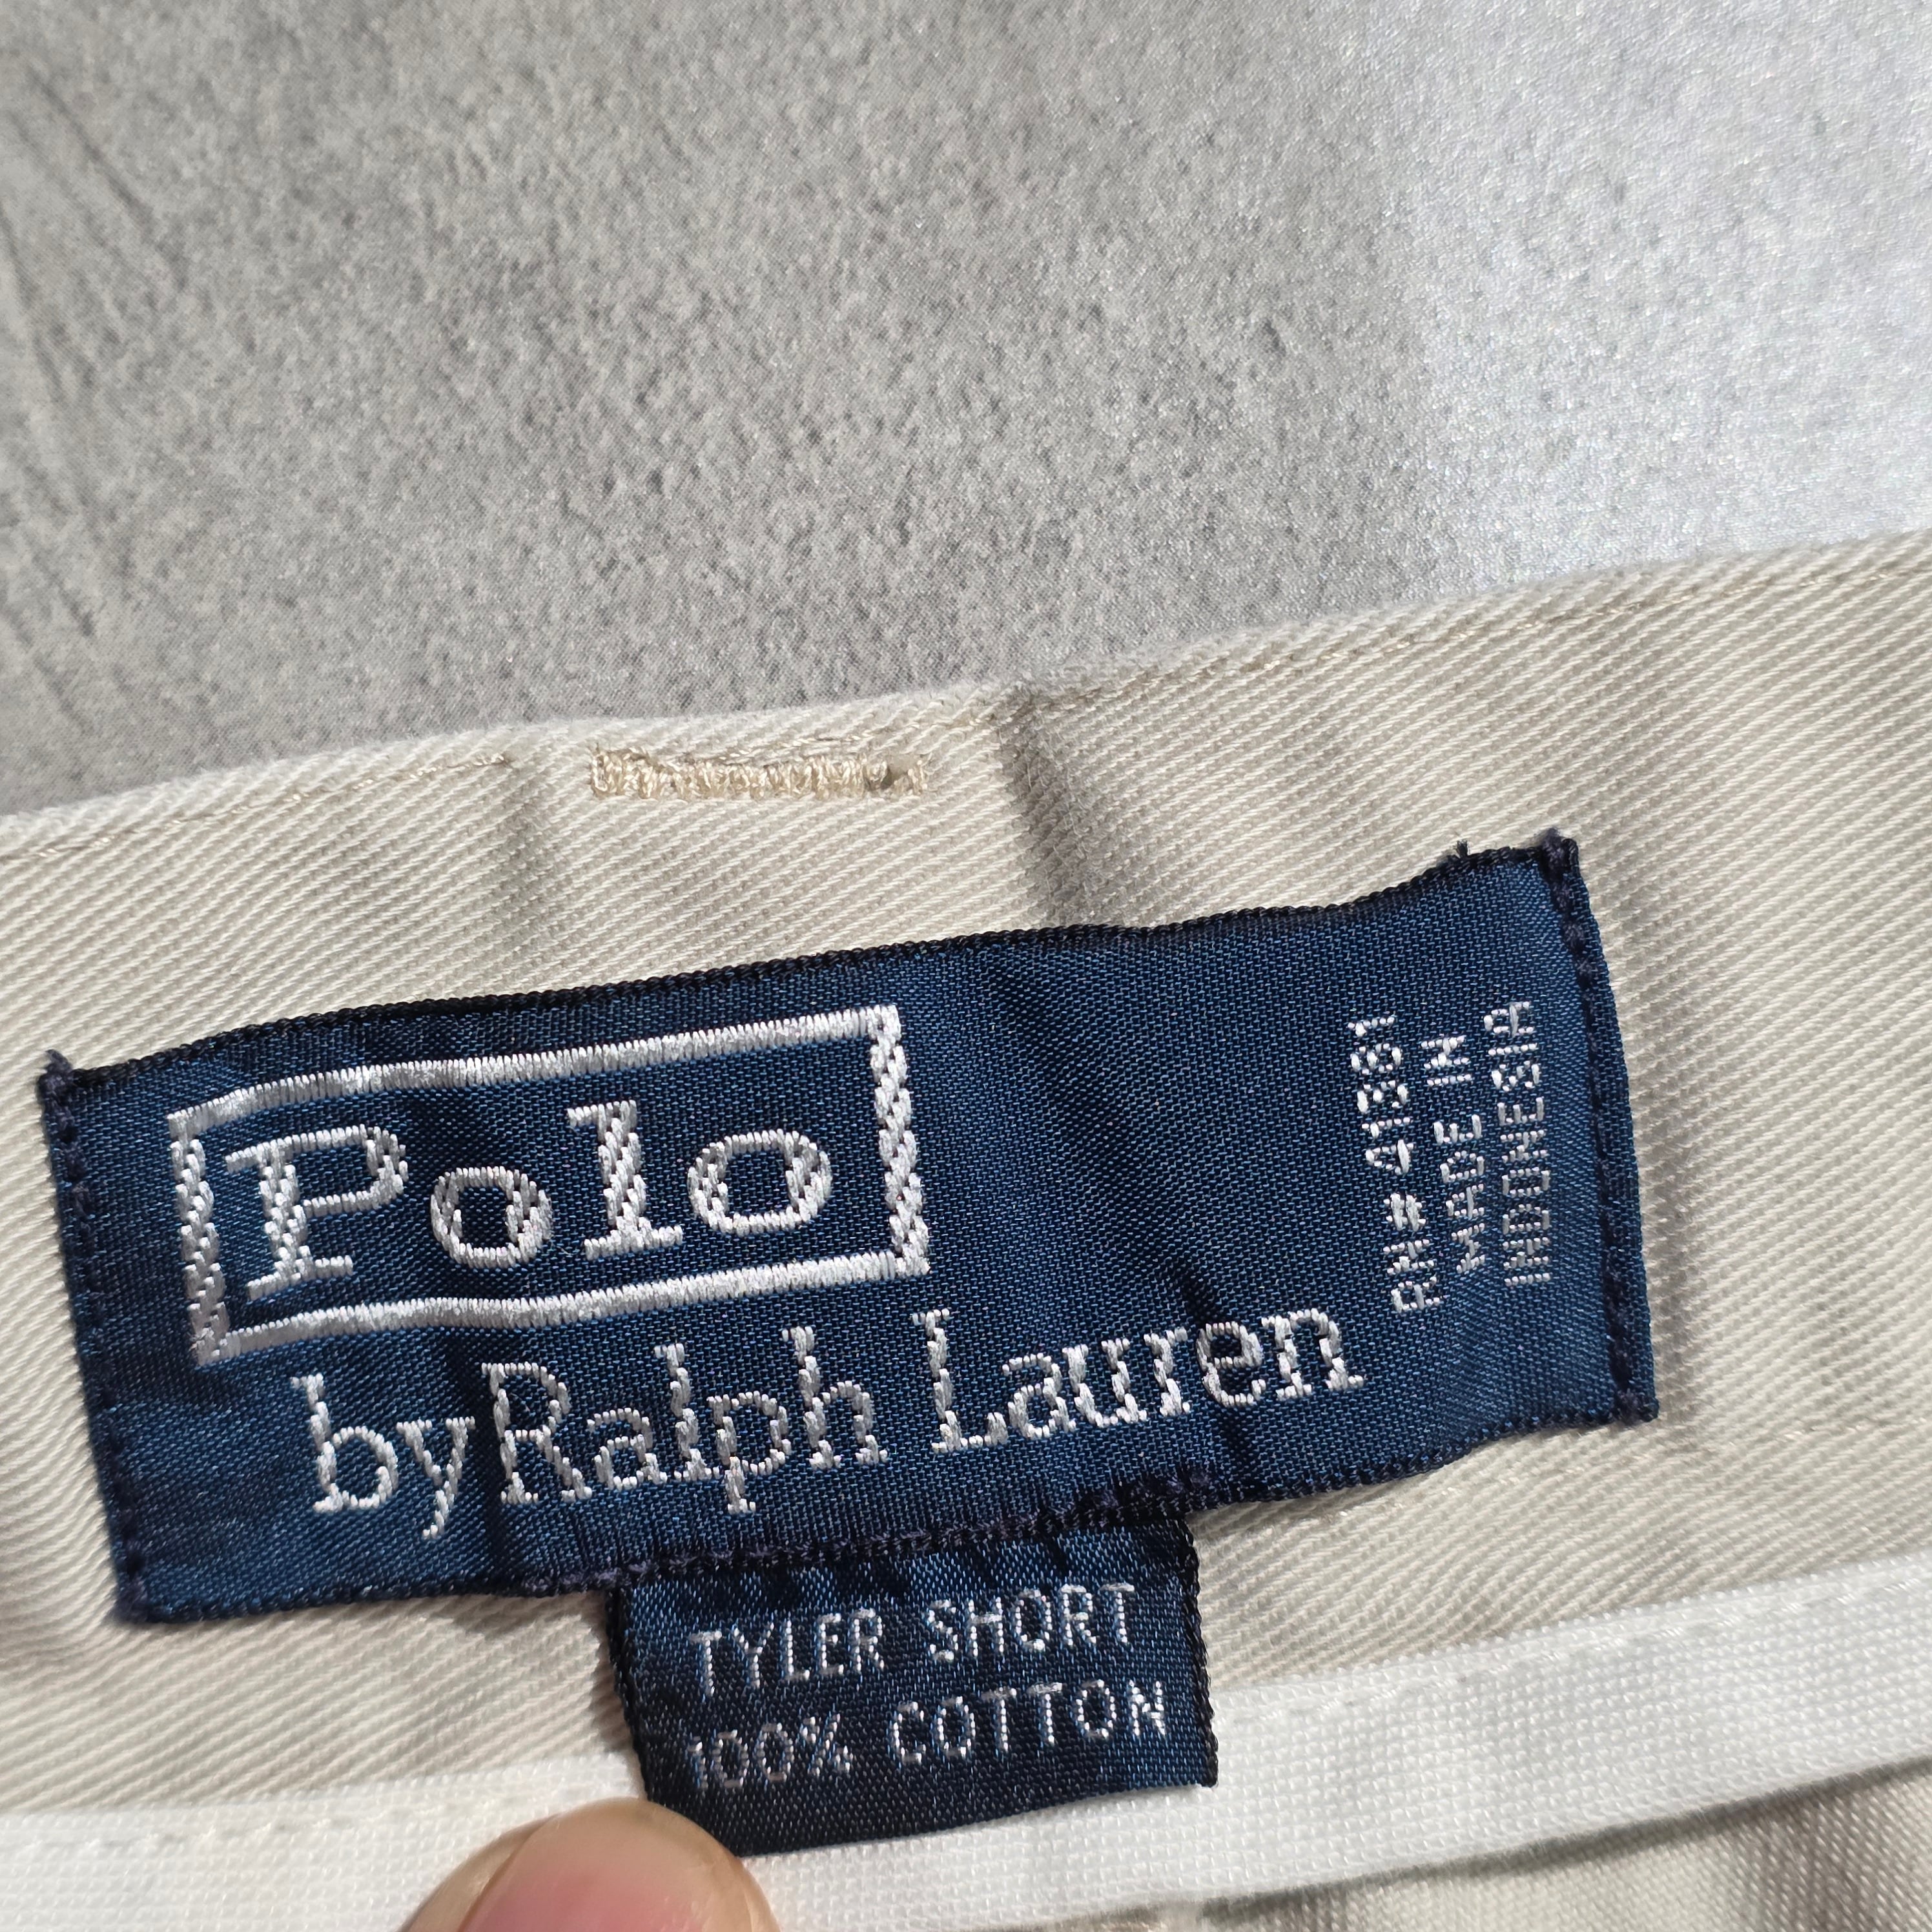 Polo
by Ralph Lauren
RN# 41381
MADE IN
INDONESIA
TYLER SHORT
100% COTTON